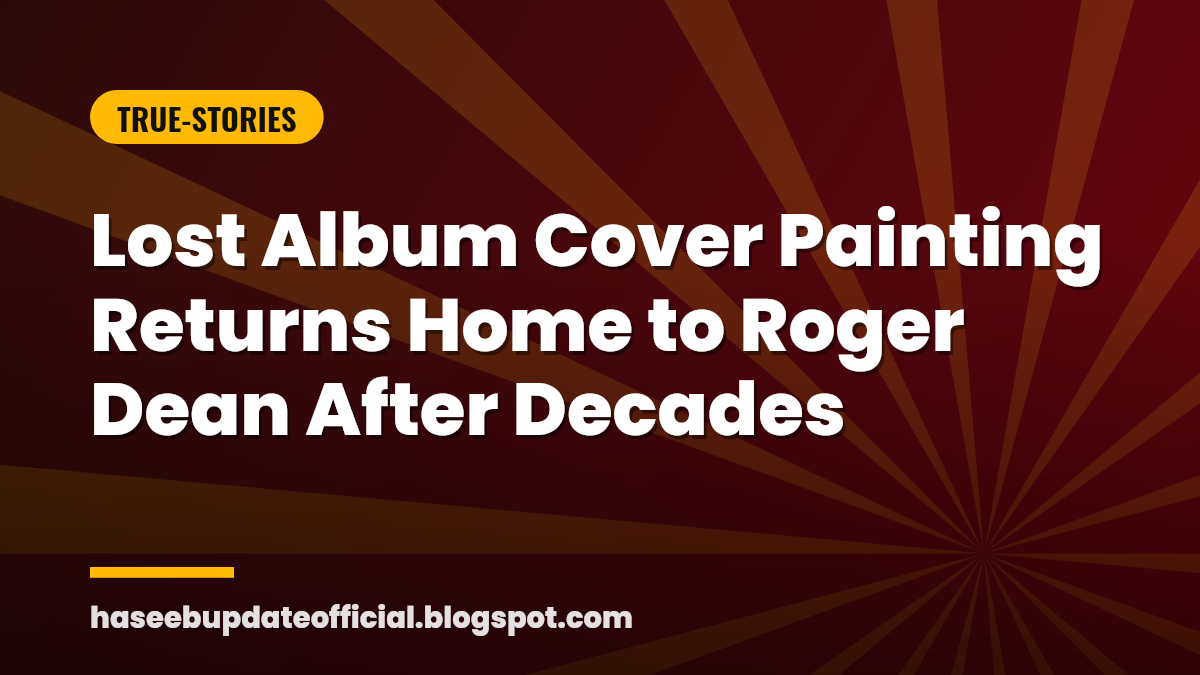 TRUE-STORIES
Lost Album Cover Painting
Returns Home to Roger
Dean After Decades
haseebupdateofficial.blogspot.com